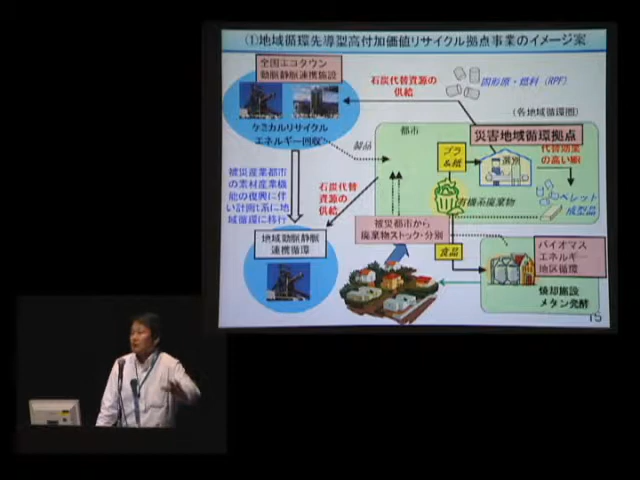 ①地域循環先導型高付加価値リサイクル拠点事業のイメージ案
全国エコタウン
動脈静脈連携施設
石炭代替資源の
供給
固形原・燃料（RPF）
（各地域循環圏）
ケミカルリサイクル
エネルギー回収
製品
都市
災害地域循環拠点
プラ
&紙
選別
代替効果
の高い順
被災産業都市
の素材産業機
能の復興に伴
い計画的に地
域循環に移行
石炭代替
資源の
供給
ペレット
成型品
有機系廃棄物
被災都市から
廃棄物ストック・分別
食品
地域動脈静脈
連携循環
バイオマス
エネルギー
地区循環
焼却施設
メタン発酵
15